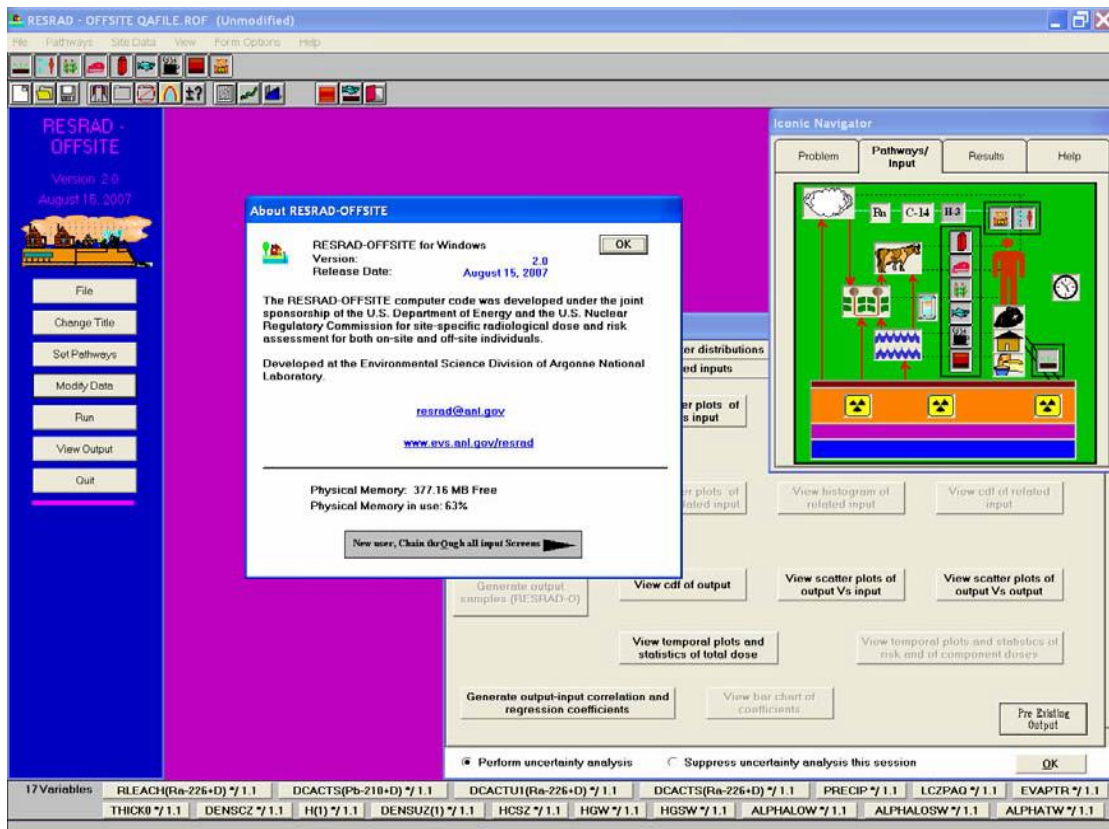 RESRAD - OFFSITE QAFILE.ROF (Unmodified)
File Pathways Site Data View Form Options Help
RESRAD -
OFFSITE
Version 2.0
August 15, 2007
File
Change Title
Set Pathways
Modify Data
Run
View Output
Quit
About RESRAD-OFFSITE
RESRAD-OFFSITE for Windows
OK
Version: 2.0
Release Date: August 15, 2007
The RESRAD-OFFSITE computer code was developed under the joint
sponsorship of the U.S. Department of Energy and the U.S. Nuclear
Regulatory Commission for site-specific radiological dose and risk
assessment for both on-site and off-site individuals.
Developed at the Environmental Science Division of Argonne National
Laboratory.
resrad@anl.gov
www.evs.anl.gov/resrad
Physical Memory: 377.16 MB Free
Physical Memory in use: 63%
New user, Chain thrOugh all input Screens
Iconic Navigator
Problem
Pathways/
Input
Results
Help
Rn
C-14
H-3
er distributions
ed inputs
er plots of
s input
er plots of
lated input
View histogram of
related input
View cdf of related
input
Generate output
samples (RESRAD-O)
View cdf of output
View scatter plots of
output Vs input
View scatter plots of
output Vs output
View temporal plots and
statistics of total dose
View temporal plots and statistics of
risk and of component doses
Generate output-input correlation and
regression coefficients
View bar chart of
coefficients
Pre Existing
Output
Perform uncertainty analysis
Suppress uncertainty analysis this session
OK
17 Variables RLEACH(Ra-226+D) */1.1 DCACTS(Pb-210+D) */1.1 DCACTU1(Ra-226+D) */1.1 DCACTS(Ra-226+D) */1.1 PRECIP */1.1 LCZPAQ */1.1 EVAPTR */1.1
THICK0 */1.1 DENSCZ */1.1 H(1) */1.1 DENSUZ(1) */1.1 HCSZ */1.1 HGW */1.1 HGSW */1.1 ALPHALOW */1.1 ALPHALOSW */1.1 ALPHATW */1.1